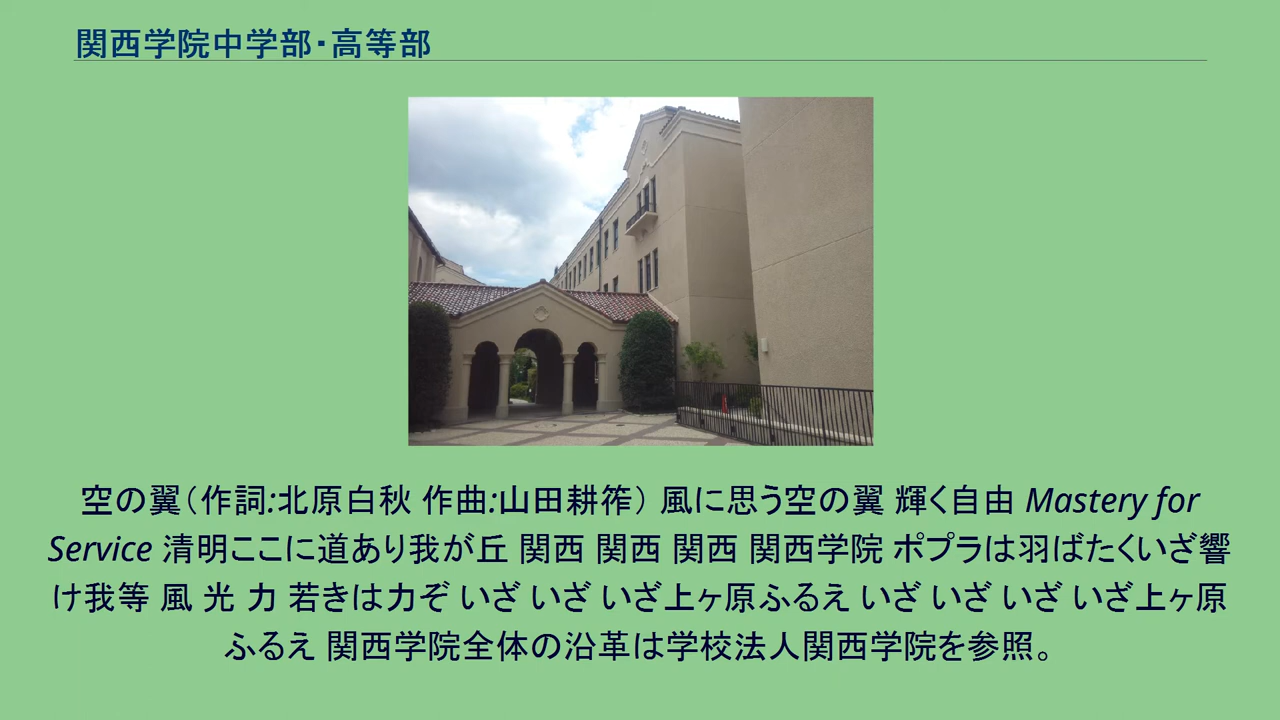 関西学院中学部・高等部
空の翼（作詞:北原白秋 作曲:山田耕筰） 風に思う空の翼 輝く自由 Mastery for
Service 清明ここに道あり我が丘 関西 関西 関西 関西学院 ポプラは羽ばたくいざ響
け我等 風 光 力 若きは力ぞ いざ いざ いざ上ヶ原ふるえ いざ いざ いざ いざ上ヶ原
ふるえ 関西学院全体の沿革は学校法人関西学院を参照。